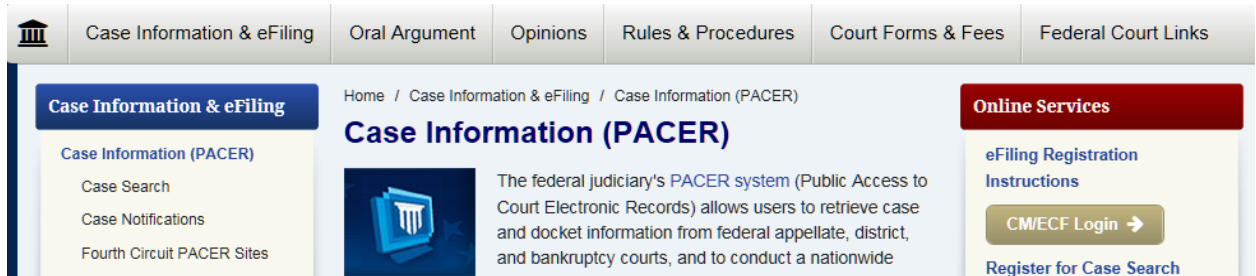 Case Information & eFiling Oral Argument Opinions Rules & Procedures Court Forms & Fees Federal Court Links
Case Information & eFiling
Case Information (PACER)
Case Search
Case Notifications
Fourth Circuit PACER Sites
Home / Case Information & eFiling / Case Information (PACER)
Case Information (PACER)
The federal judiciary's PACER system (Public Access to
Court Electronic Records) allows users to retrieve case
and docket information from federal appellate, district,
and bankruptcy courts, and to conduct a nationwide
Online Services
eFiling Registration
Instructions
CM/ECF Login
Register for Case Search